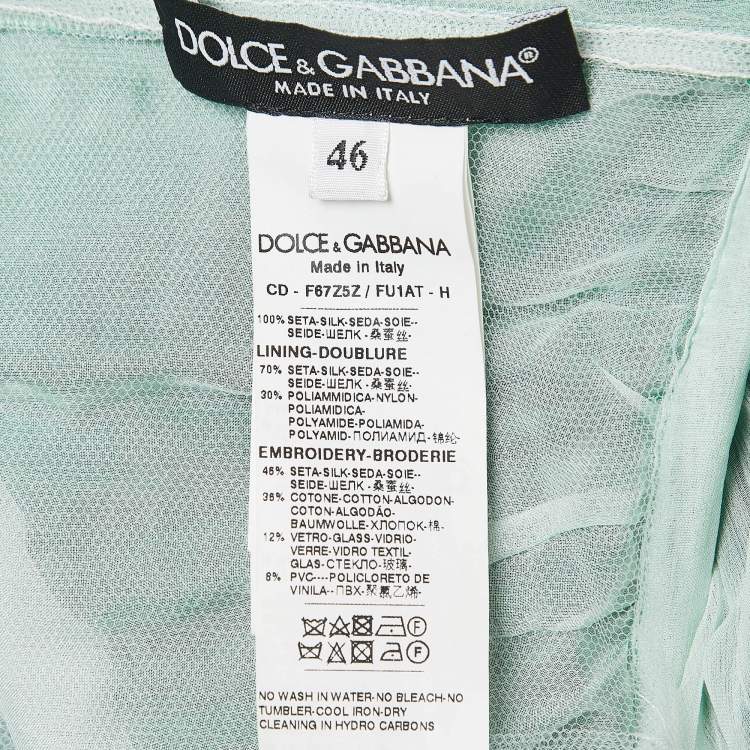 DOLCE & GABBANA®
MADE IN ITALY
46
DOLCE & GABBANA
Made in Italy
CD - F67Z5Z / FU1AT - H
100% SETA-SILK-SEDA-SOIE--
SEIDE-ШЕЛК -桑蚕丝-
LINING-DOUBLURE
70% SETA-SILK-SEDA-SOIE--
SEIDE-ШЕЛК -桑蚕丝-
30% POLIAMMIDICA-NYLON-
POLIAMIDICA-
POLYAMIDE-POLIAMIDA-
POLYAMID-ПОЛИАМИД-锦纶-
EMBROIDERY-BRODERIE
46% SETA-SILK-SEDA-SOIE--
SEIDE-ШЕЛК -桑蚕丝-
36% COTONE-COTTON-ALGODON-
COTON-ALGODÃO-
BAUMWOLLE-ХЛОПОК-棉-
12% VETRO-GLASS-VIDRIO-
VERRE-VIDRO TEXTIL-
GLAS-СТЕКЛО-玻璃-
6% PVC----POLICLORETO DE
VINILA--ПВХ-聚氯乙烯-
F
F
NO WASH IN WATER-NO BLEACH-NO
TUMBLER-COOL IRON-DRY
CLEANING IN HYDRO CARBONS